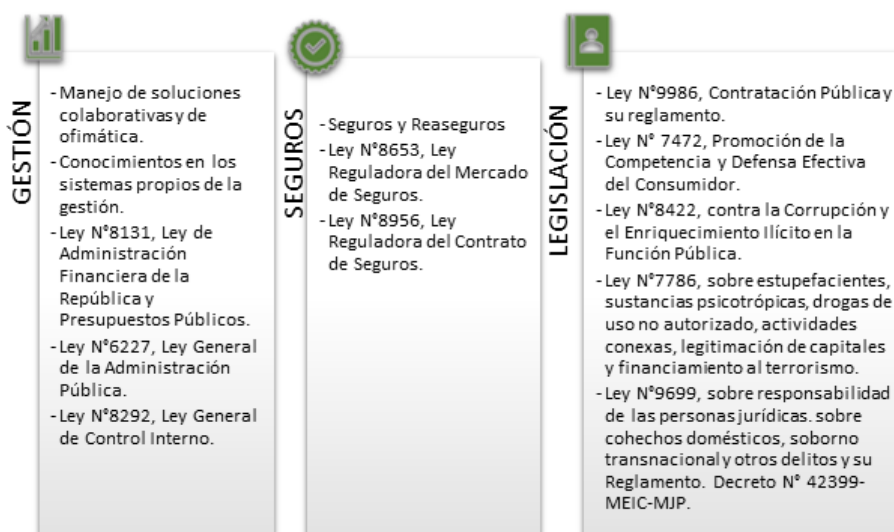 GESTIÓN
- Manejo de soluciones
colaborativas y de
ofimática.
- Conocimientos en los
sistemas propios de la
gestión.
- Ley N°8131, Ley de
Administración
Financiera de la
República y
Presupuestos Públicos.
- Ley N°6227, Ley General
de la Administración
Pública.
- Ley N°8292, Ley General
de Control Interno.
SEGUROS
- Seguros y Reaseguros
- Ley N°8653, Ley
Reguladora del Mercado
de Seguros.
- Ley N°8956, Ley
Reguladora del Contrato
de Seguros.
LEGISLACIÓN
- Ley N°9986, Contratación Pública y
su reglamento.
- Ley N° 7472, Promoción de la
Competencia y Defensa Efectiva
del Consumidor.
- Ley N°8422, contra la Corrupción y
el Enriquecimiento Ilícito en la
Función Pública.
- Ley N°7786, sobre estupefacientes,
sustancias psicotrópicas, drogas de
uso no autorizado, actividades
conexas, legitimación de capitales
y financiamiento al terrorismo.
- Ley N°9699, sobre responsabilidad
de las personas jurídicas. sobre
cohechos domésticos, soborno
transnacional y otros delitos y su
Reglamento. Decreto N° 42399-
MEIC-MJP.